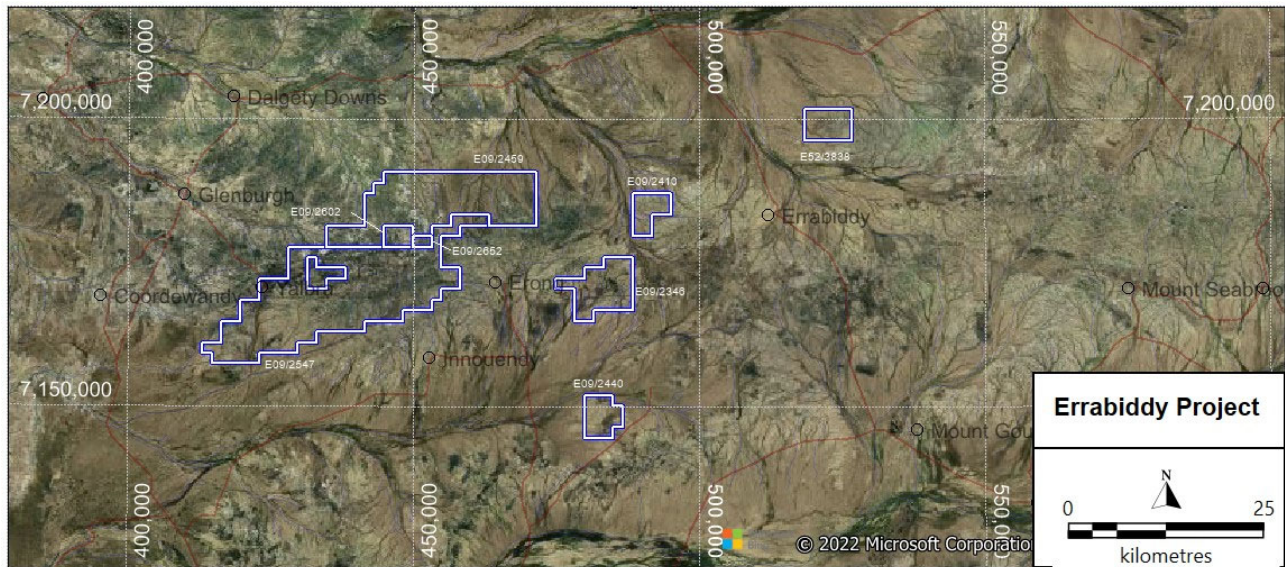 400,000
450,000
500,000
550,000
7,200,000
7,200,000
Dalgety Downs
E52/3838
E09/2459
E09/2410
Glenburgh
E09/2602
Errabiddy
E09/2652
Coordewandy
Yalbra
Erong
E09/2346
Mount Seabroo
Innouendy
E09/2547
7,150,000
E09/2440
Errabiddy Project
Mount Gou
N
0 25
kilometres
400,000
450,000
500,000
550,000
© 2022 Microsoft Corporation